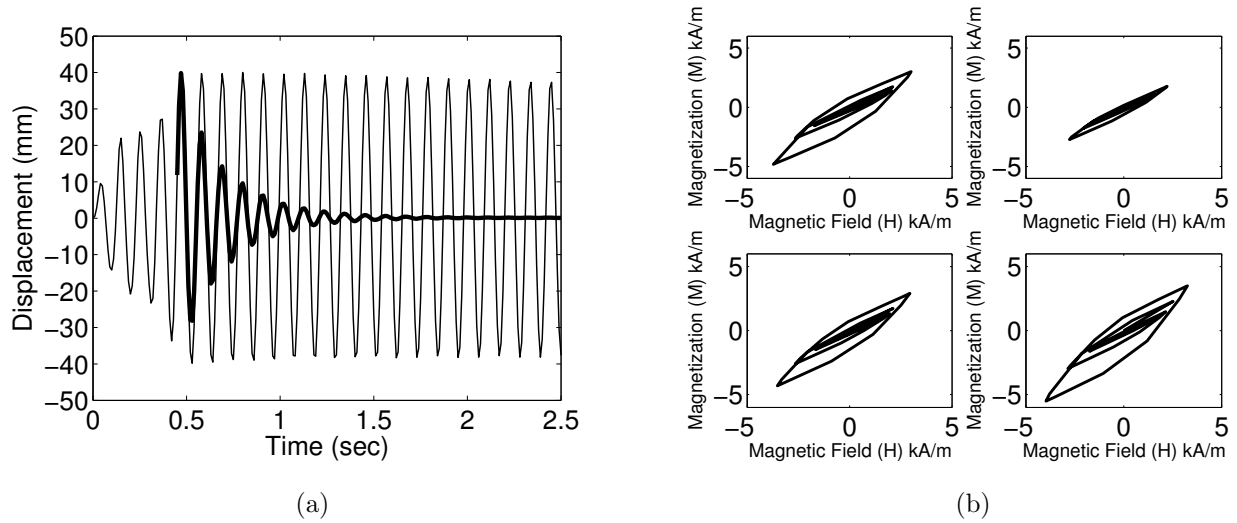 50
40
30
20
10
0
−10
−20
−30
−40
−50
0 0.5 1 1.5 2 2.5
Displacement (mm)
Time (sec)
(a)
Magnetization (M) kA/m
5
0
−5
−5 0 5
Magnetic Field (H) kA/m
Magnetization (M) kA/m
5
0
−5
−5 0 5
Magnetic Field (H) kA/m
Magnetization (M) kA/m
5
0
−5
−5 0 5
Magnetic Field (H) kA/m
Magnetization (M) kA/m
5
0
−5
−5 0 5
Magnetic Field (H) kA/m
(b)